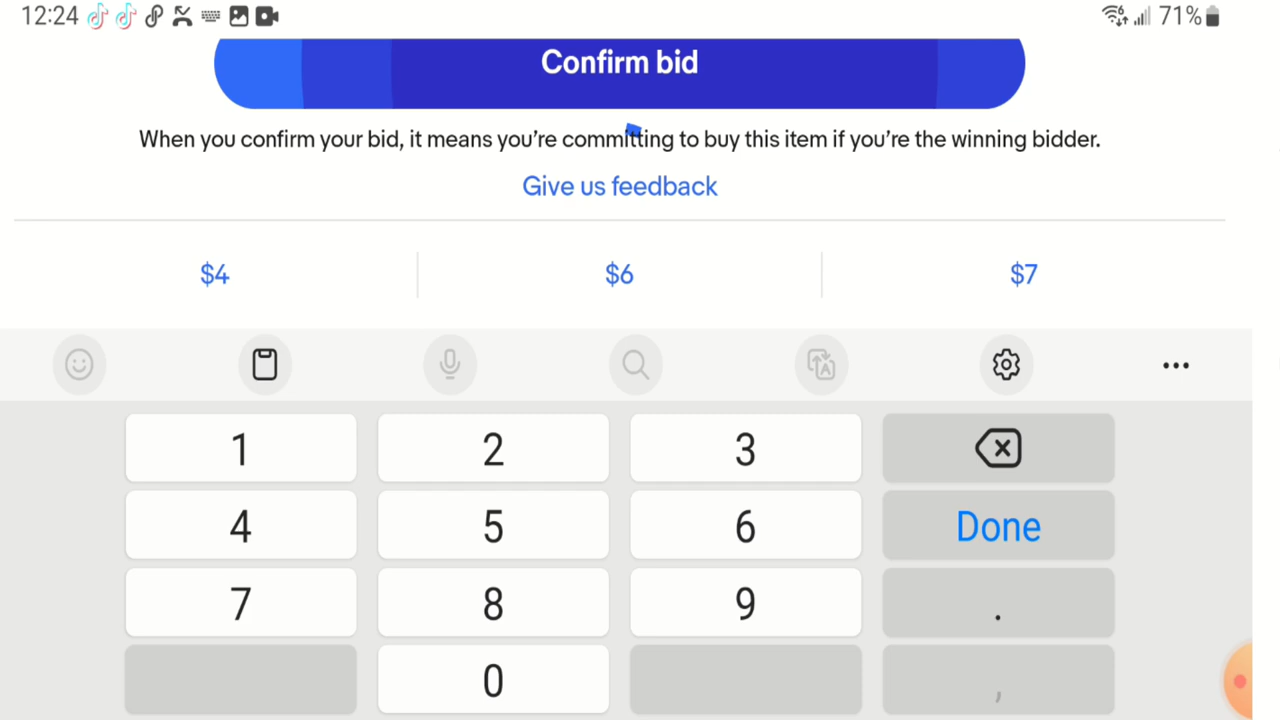 12:24 71%
Confirm bid
When you confirm your bid, it means you’re committing to buy this item if you’re the winning bidder.
Give us feedback
$4 $6 $7
1 2 3
4 5 6 Done
7 8 9 .
0 ,